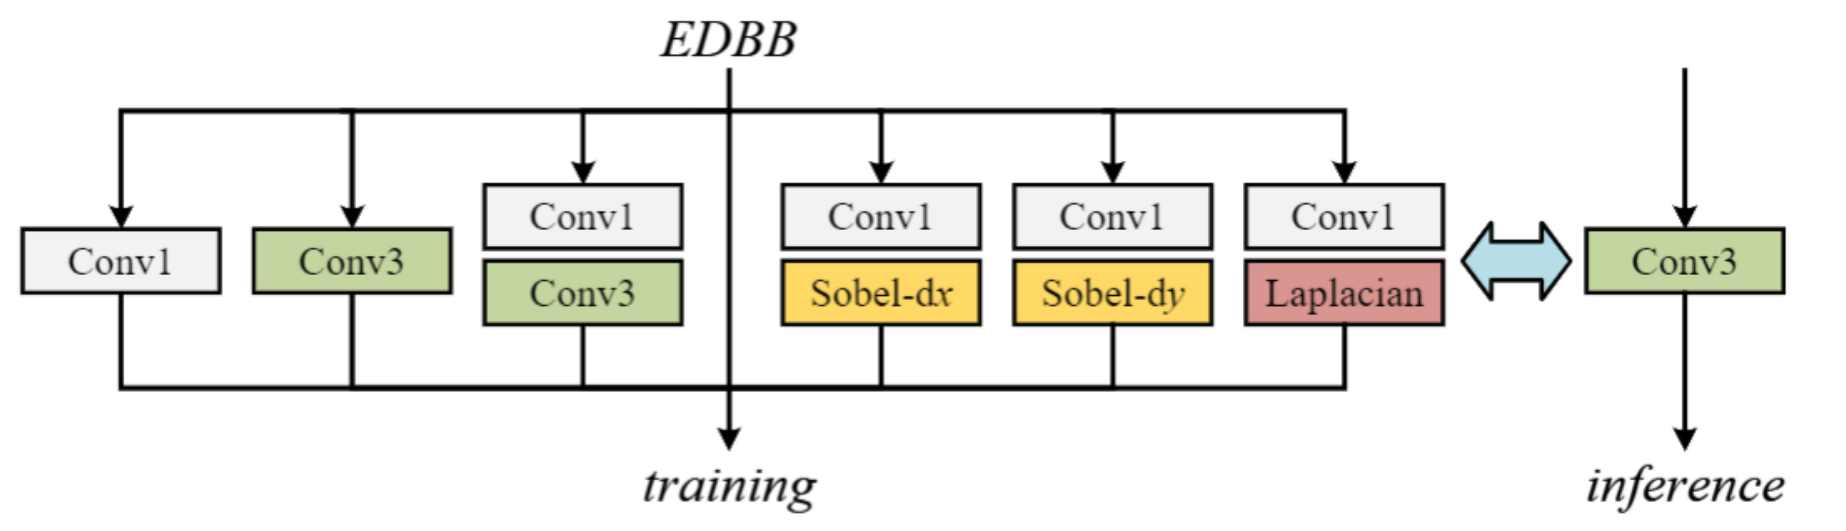 EDBB
Conv1
Conv3
Conv1
Conv3
Conv1
Sobel-dx
Conv1
Sobel-dy
Conv1
Laplacian
training
Conv3
inference